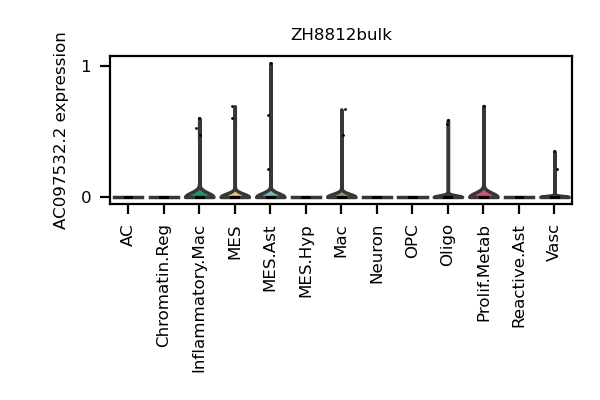 ZH8812bulk
AC097532.2 expression
1
0
AC
Chromatin.Reg
Inflammatory.Mac
MES
MES.Ast
MES.Hyp
Mac
Neuron
OPC
Oligo
Prolif.Metab
Reactive.Ast
Vasc